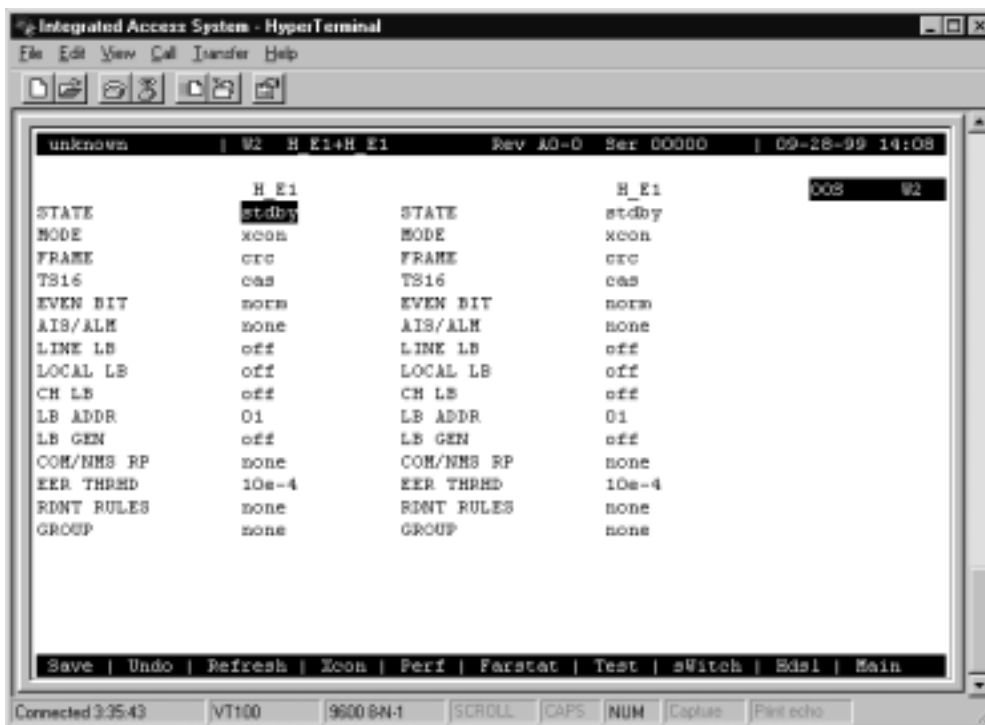 Integrated Access System - HyperTerminal
File Edit View Call Transfer Help
unknown | W2 H_E1+H_E1 Rev A0-0 Ser 00000 | 09-28-99 14:08
H_E1 H_E1 OOS W2
STATE stdby STATE stdby
MODE xcon MODE xcon
FRAME crc FRAME crc
TS16 cas TS16 cas
EVEN BIT norm EVEN BIT norm
AIS/ALM none AIS/ALM none
LINE LB off LINE LB off
LOCAL LB off LOCAL LB off
CH LB off CH LB off
LB ADDR 01 LB ADDR 01
LB GEN off LB GEN off
COM/NMS RP none COM/NMS RP none
EER THRHD 10e-4 EER THRHD 10e-4
RDNT RULES none RDNT RULES none
GROUP none GROUP none
Save | Undo | Refresh | Xcon | Perf | Farstat | Test | sWitch | Hdsl | Main
Connected 3:35:43 VT100 9600 8-N-1 SCROLL CAPS NUM Capture Print echo